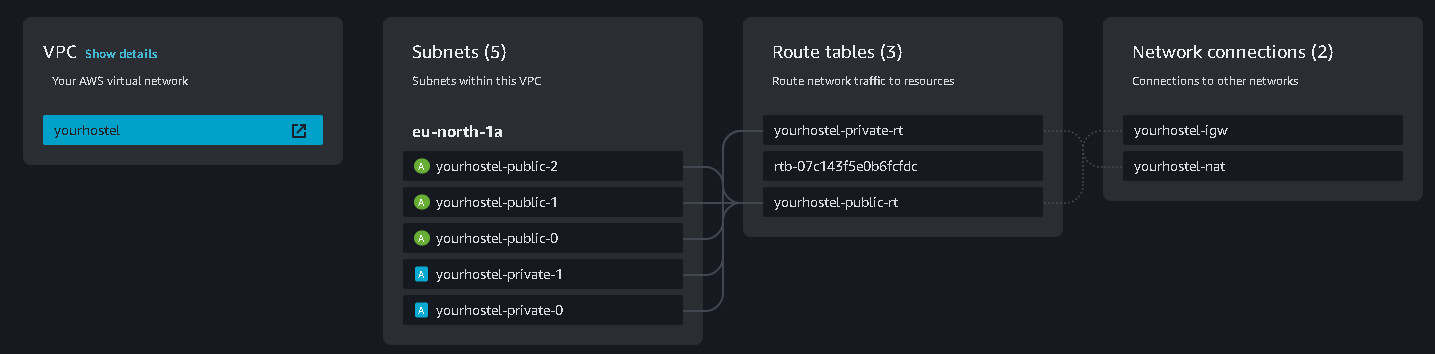 VPC Show details
Your AWS virtual network
yourhostel
Subnets (5)
Subnets within this VPC
eu-north-1a
A yourhostel-public-2
A yourhostel-public-1
A yourhostel-public-0
A yourhostel-private-1
A yourhostel-private-0
Route tables (3)
Route network traffic to resources
yourhostel-private-rt
rtb-07c143f5e0b6fcfdc
yourhostel-public-rt
Network connections (2)
Connections to other networks
yourhostel-igw
yourhostel-nat